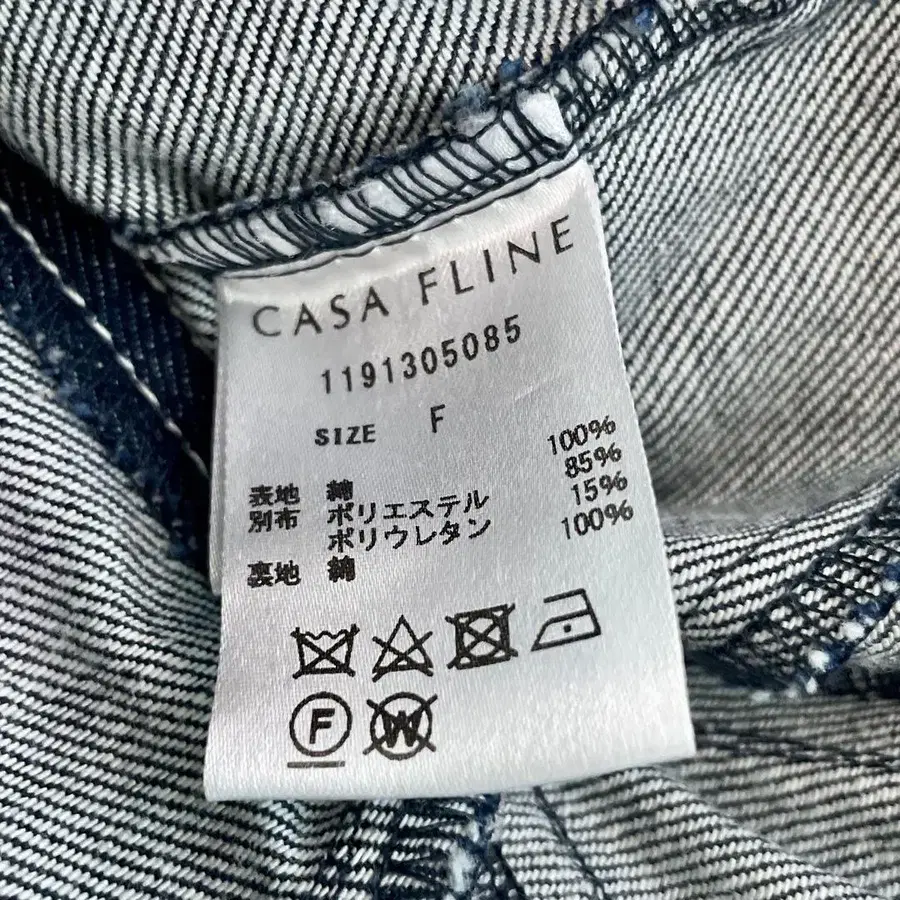 CASA FLINE
1191305085
SIZE F
表地 綿 100%
別布 ポリエステル 85%
ポリウレタン 15%
裏地 綿 100%
F W